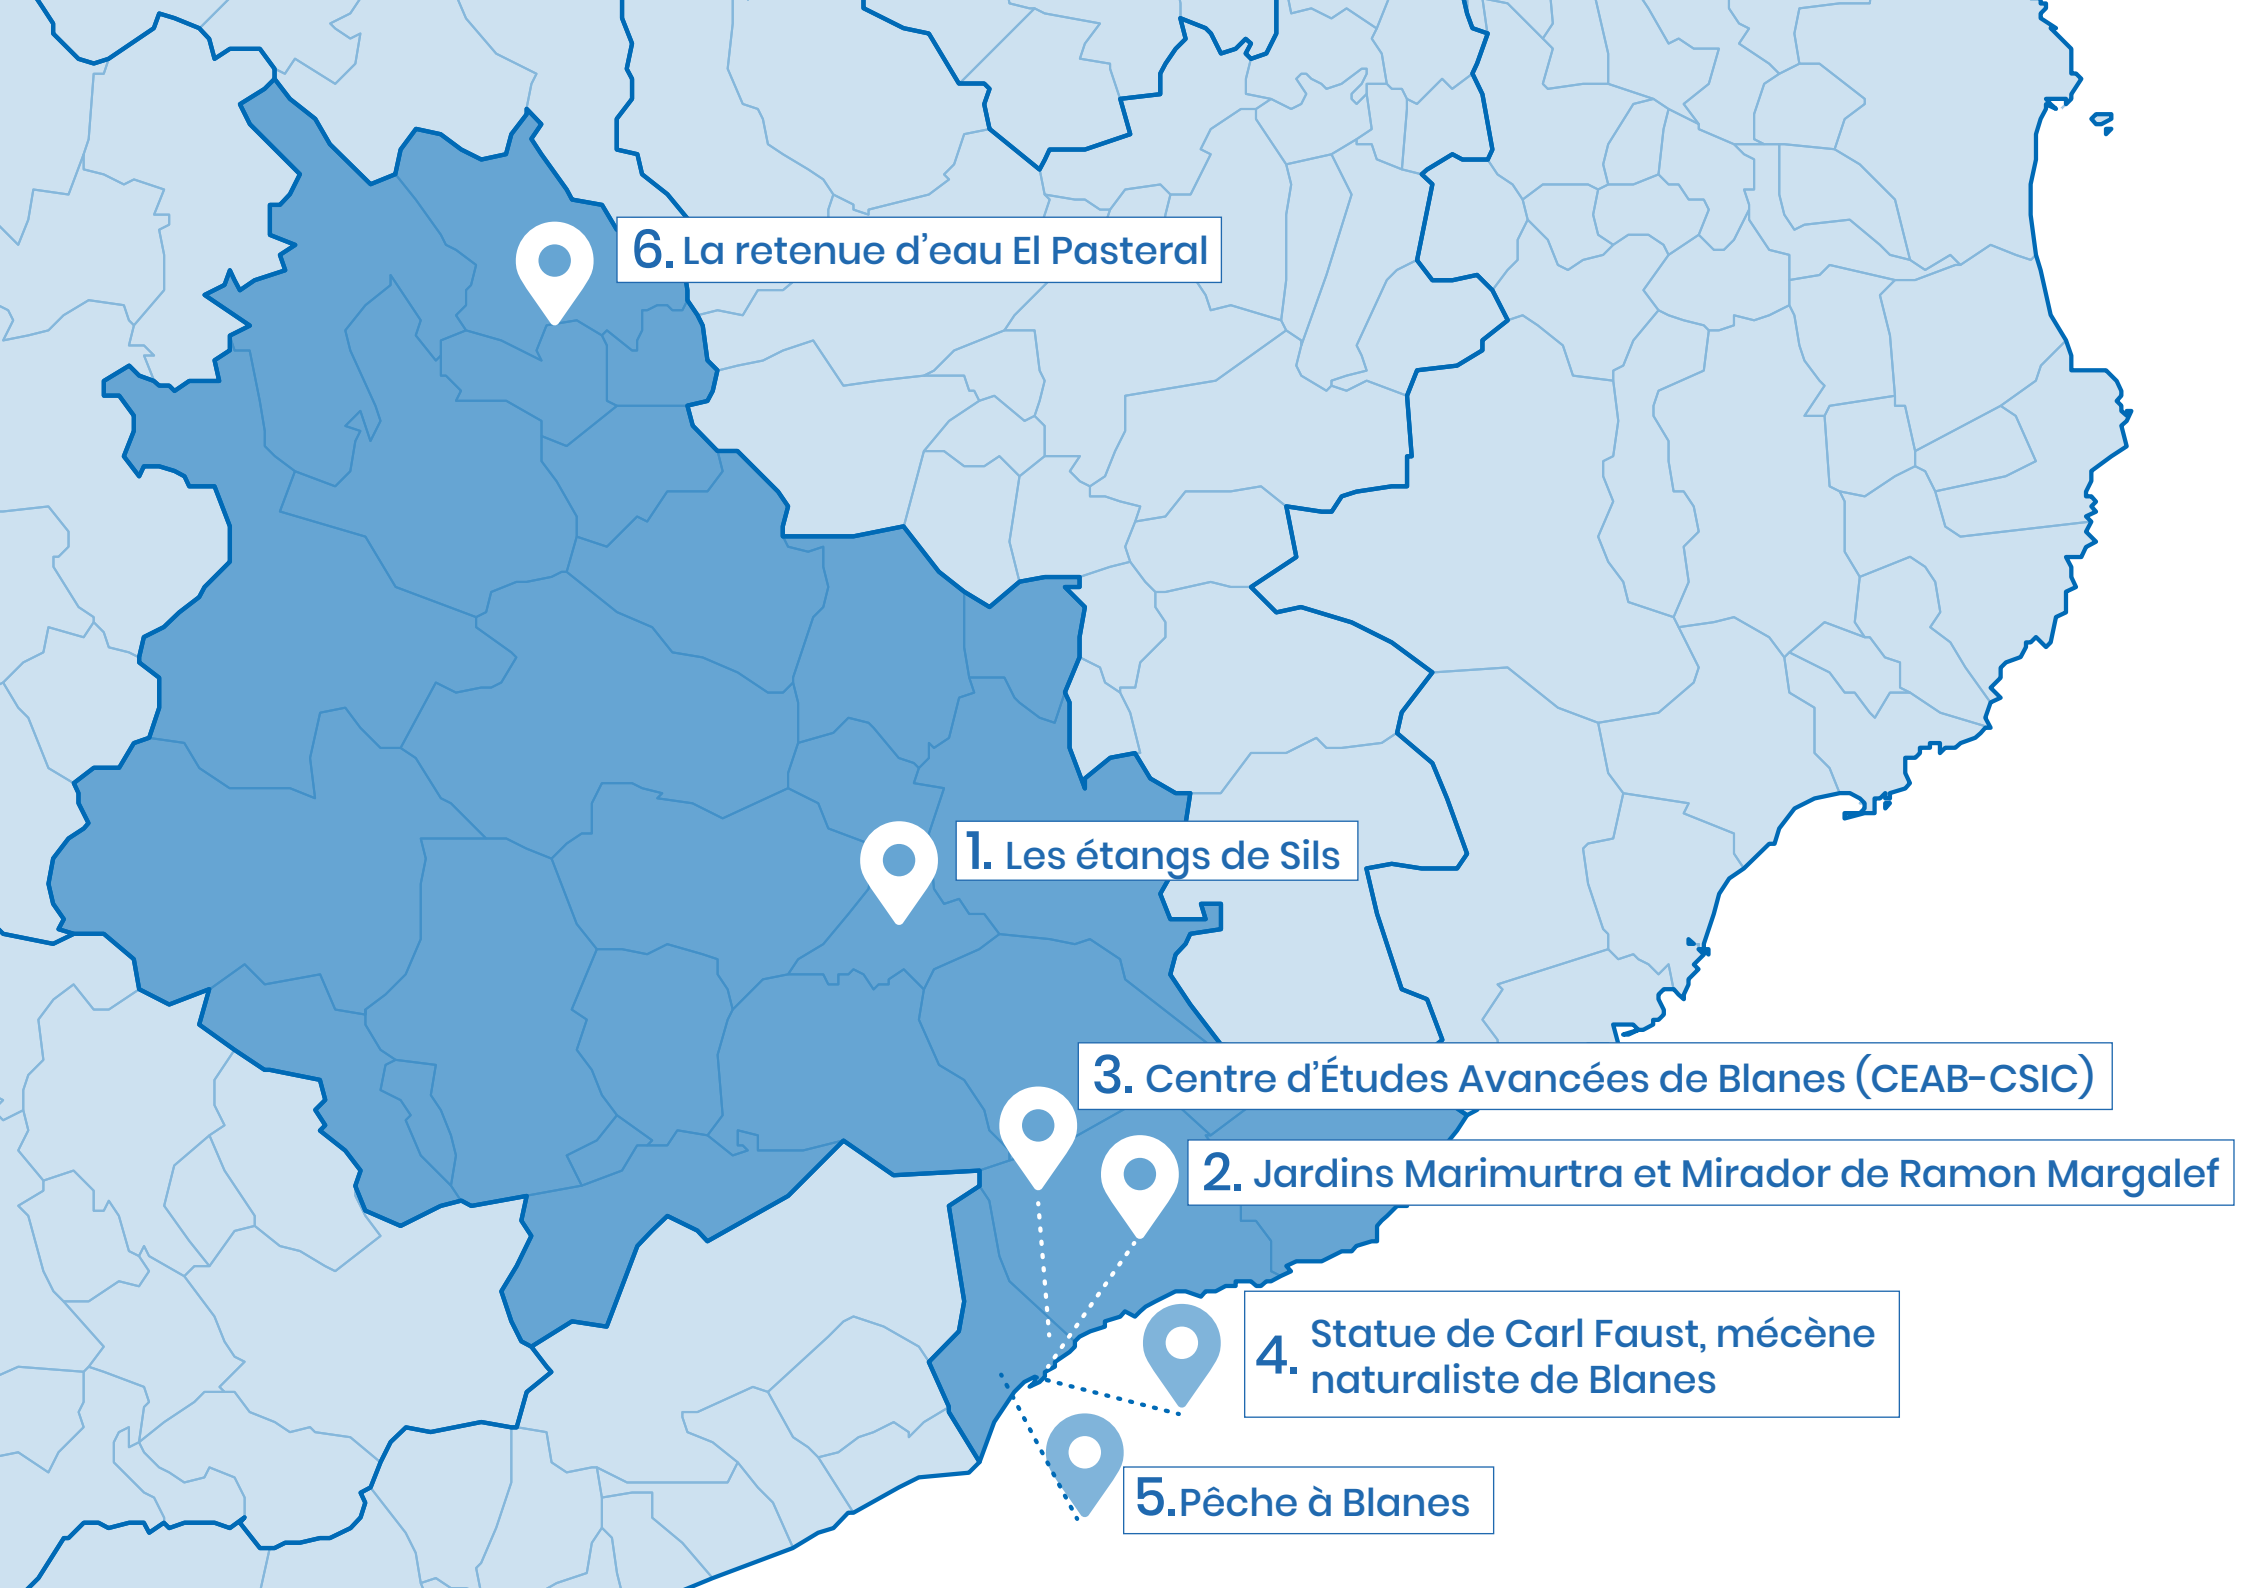 6. La retenue d’eau El Pasteral
1. Les étangs de Sils
3. Centre d’Études Avancées de Blanes (CEAB-CSIC)
2. Jardins Marimurtra et Mirador de Ramon Margalef
4. Statue de Carl Faust, mécène
naturaliste de Blanes
5. Pêche à Blanes